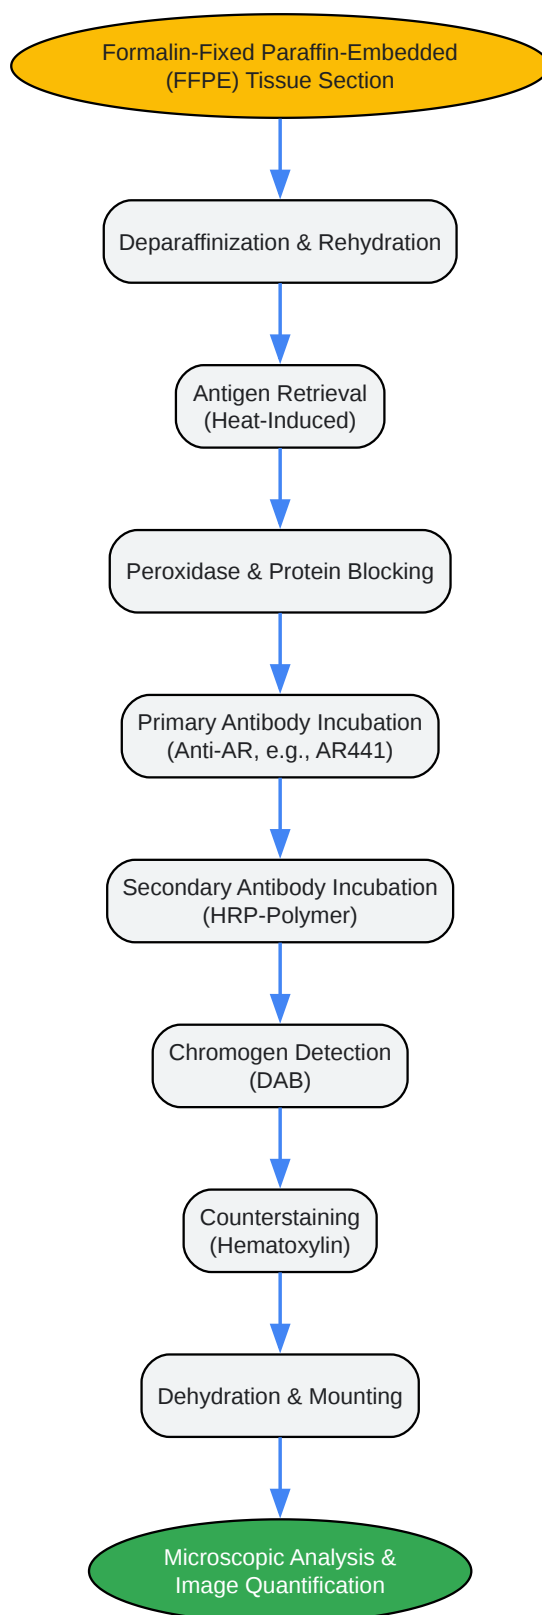 Formalin-Fixed Paraffin-Embedded
(FFPE) Tissue Section
Deparaffinization & Rehydration
Antigen Retrieval
(Heat-Induced)
Peroxidase & Protein Blocking
Primary Antibody Incubation
(Anti-AR, e.g., AR441)
Secondary Antibody Incubation
(HRP-Polymer)
Chromogen Detection
(DAB)
Counterstaining
(Hematoxylin)
Dehydration & Mounting
Microscopic Analysis &
Image Quantification